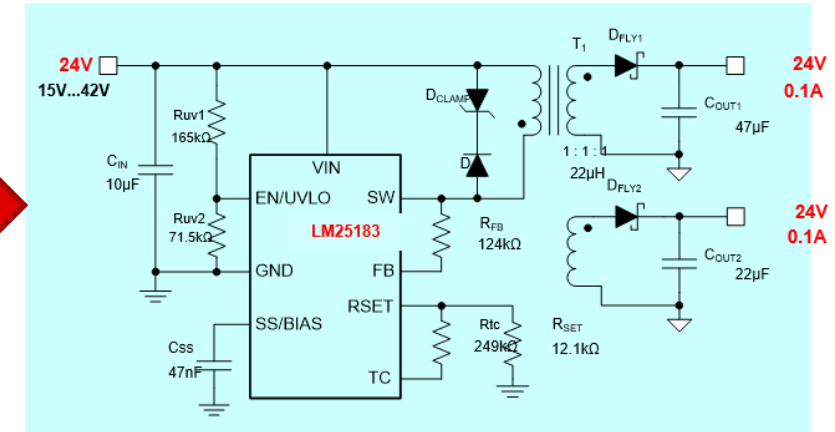 24V
15V...42V
Ruv1
165kΩ
CIN
10µF
Ruv2
71.5kΩ
VIN
EN/UVLO
SW
LM25183
GND
FB
RSET
SS/BIAS
TC
Css
47nF
DCLAMP
D
RFB
124kΩ
Rtc
249kΩ
RSET
12.1kΩ
T1
1 : 1 : 1
22µH
DFLY1
COUT1
47µF
24V
0.1A
DFLY2
COUT2
22µF
24V
0.1A